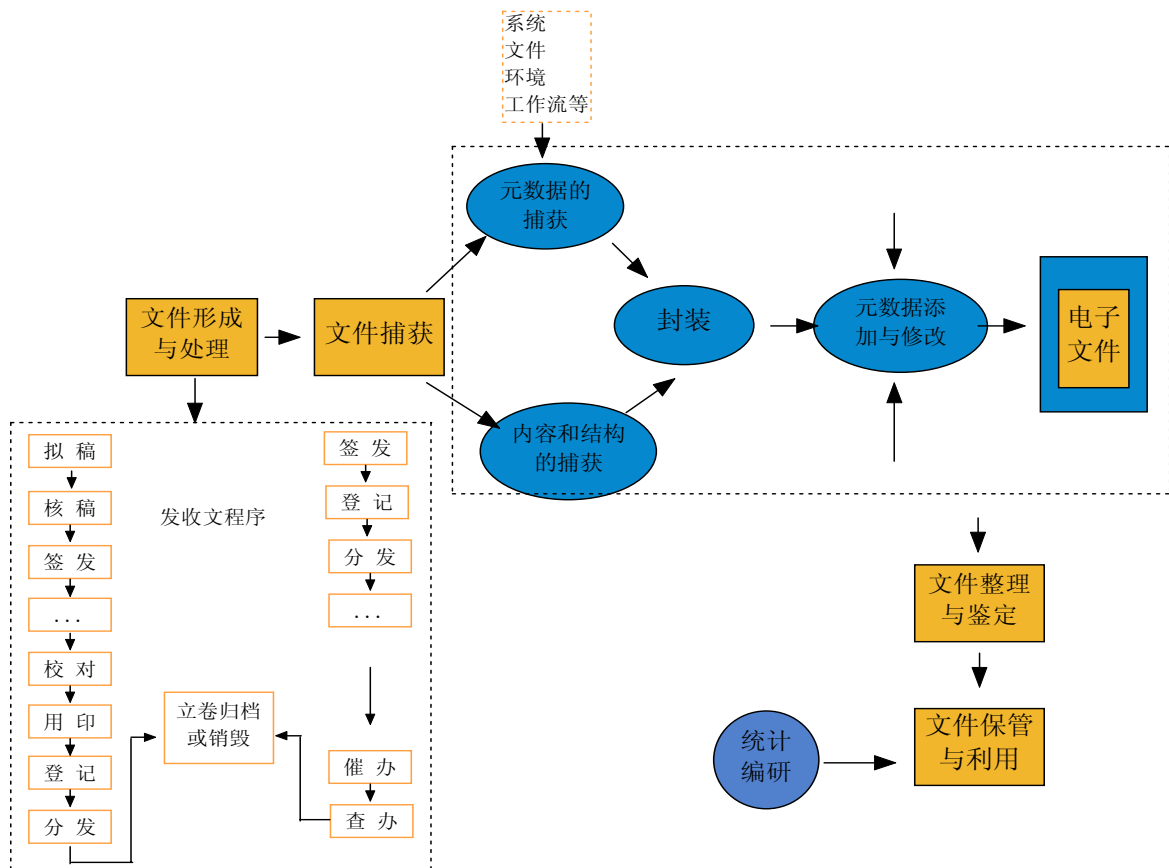 系统
文件
环境
工作流等
元数据的
捕获
文件形成
与处理
文件捕获
封装
元数据添
加与修改
电子
文件
内容和结构
的捕获
发收文程序
拟 稿
核 稿
签 发
...
校 对
用 印
登 记
分 发
立卷归档
或销毁
签 发
登 记
分 发
...
催 办
查 办
文件整理
与鉴定
统计
编研
文件保管
与利用